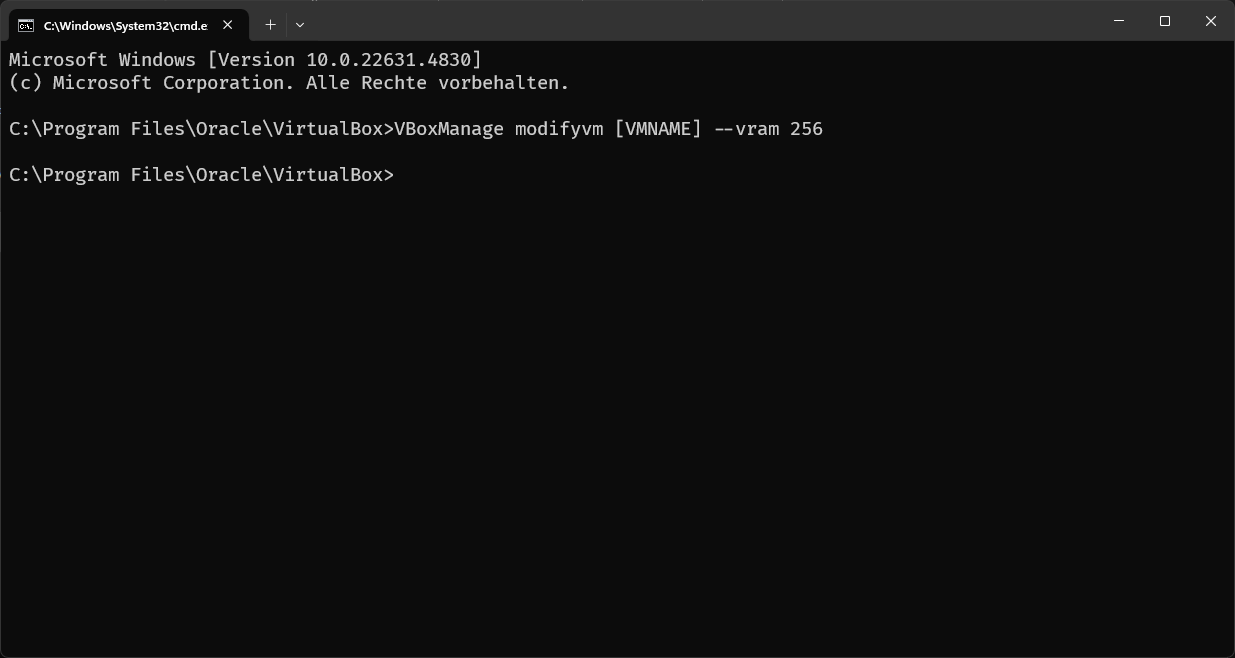 C:\Windows\System32\cmd.e
Microsoft Windows [Version 10.0.22631.4830]
(c) Microsoft Corporation. Alle Rechte vorbehalten.
C:\Program Files\Oracle\VirtualBox>VBoxManage modifyvm [VMNAME] --vram 256
C:\Program Files\Oracle\VirtualBox>